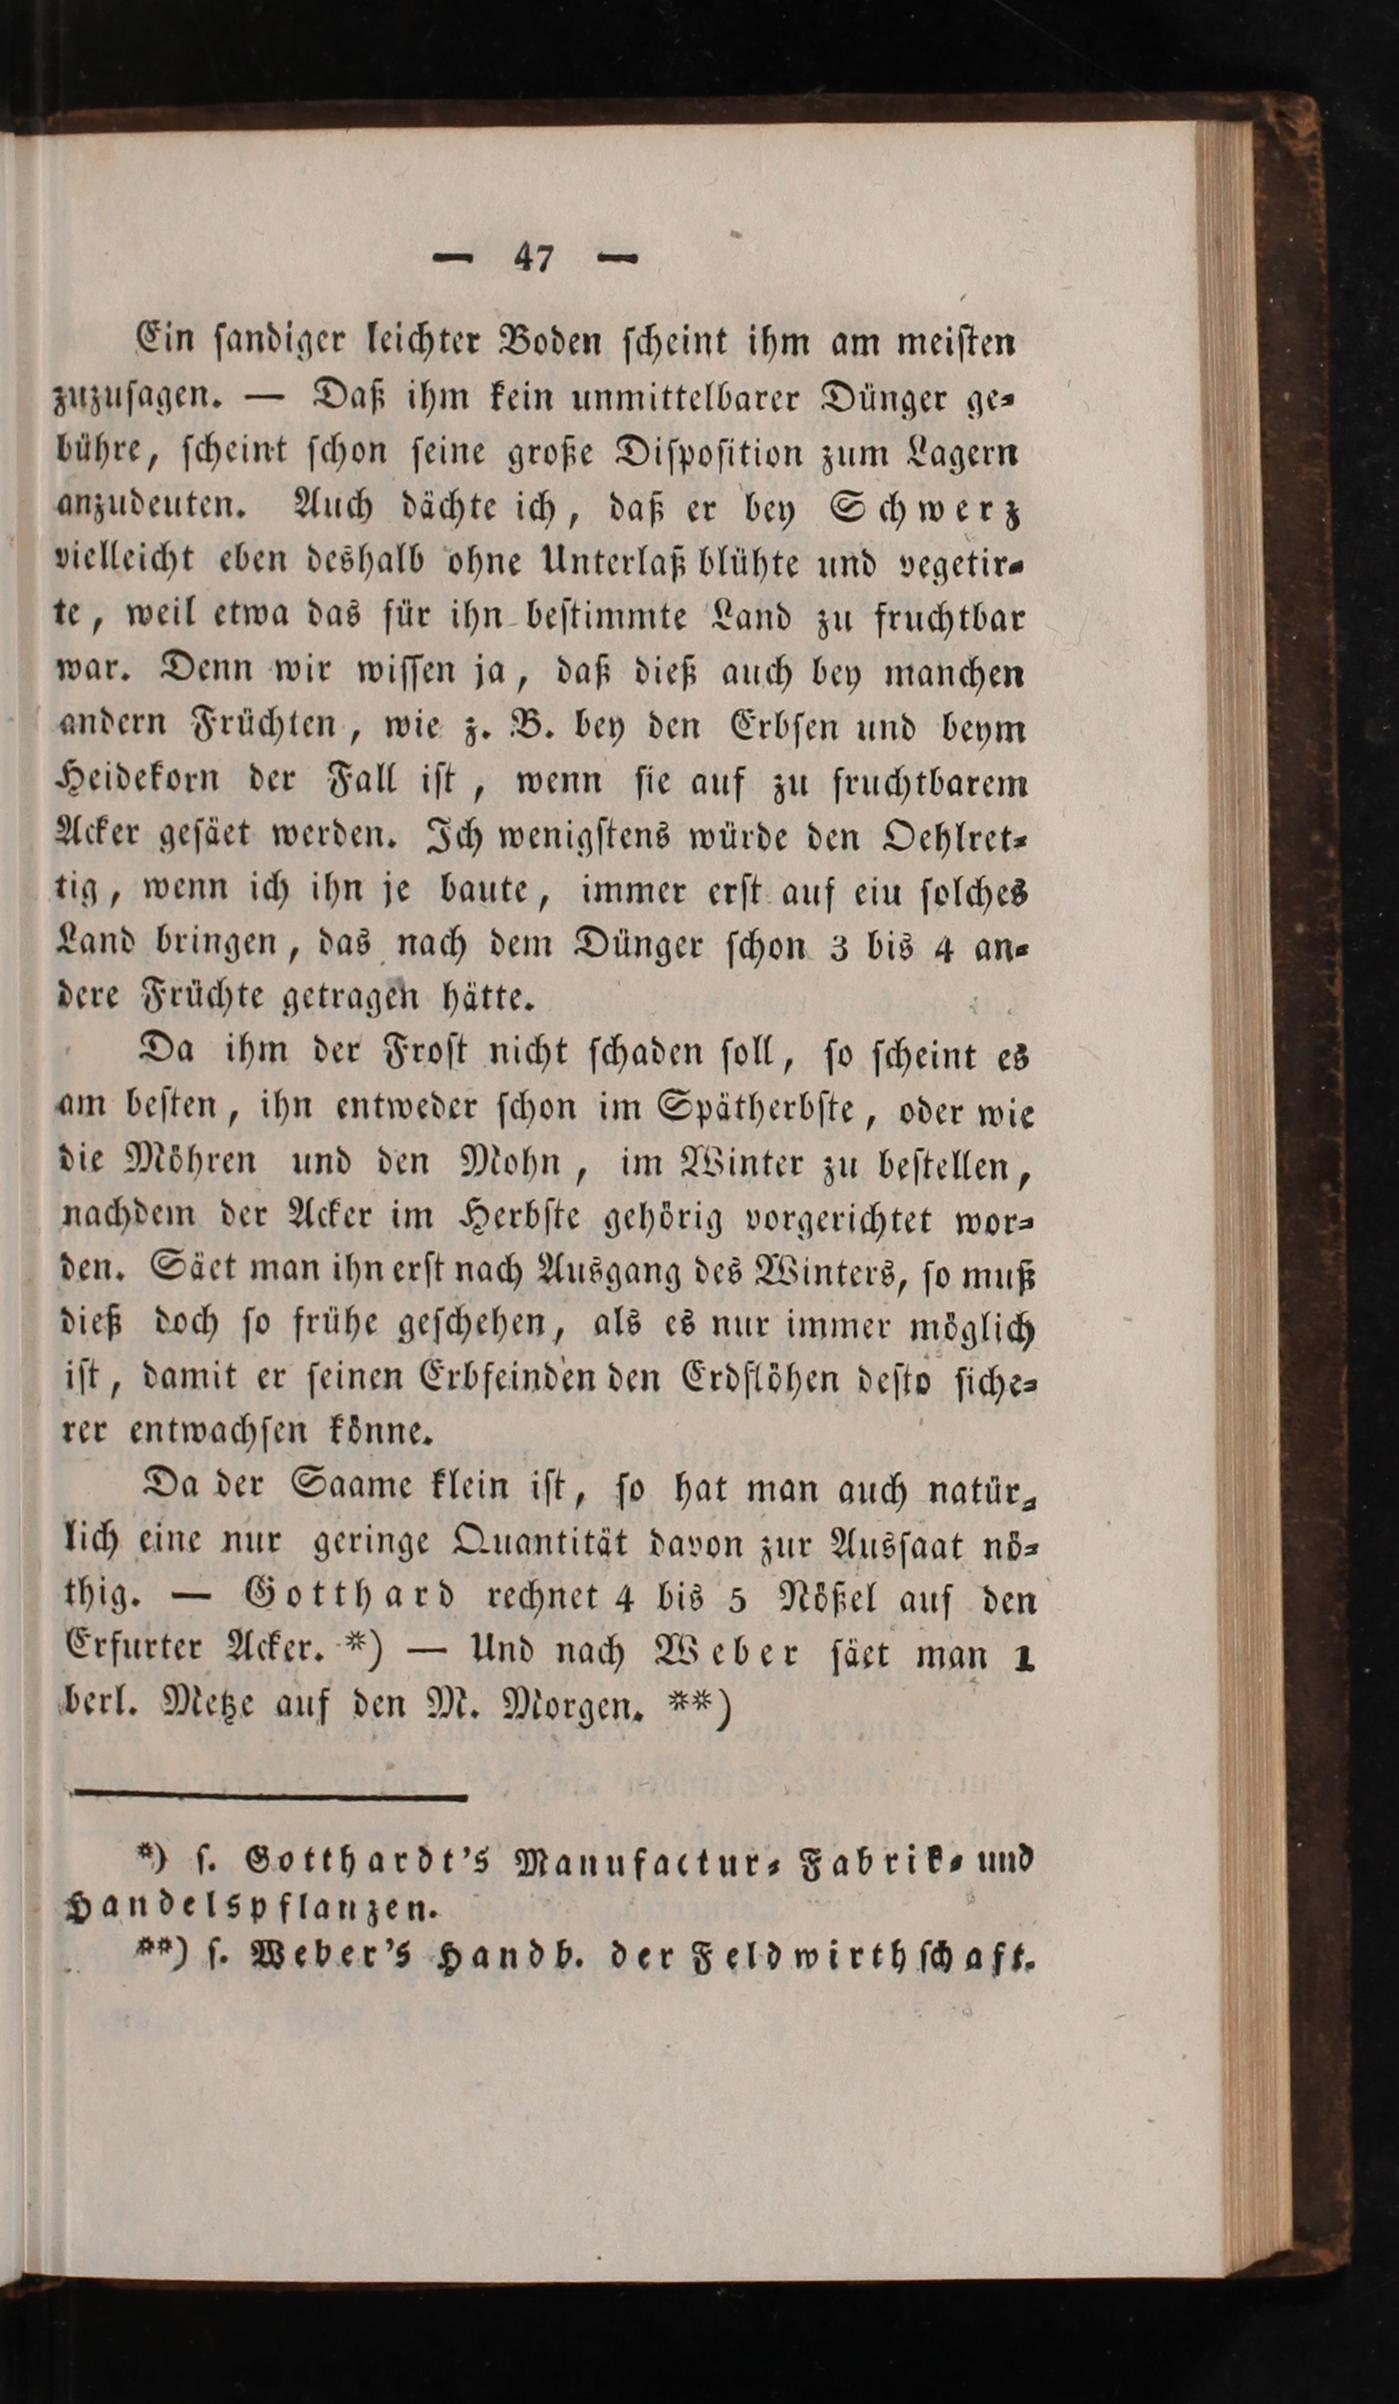 — 47 —
Ein ſandiger leichter Boden ſcheint ihm am meiſten
zuzuſagen. — Daß ihm kein unmittelbarer Dünger ge⸗
bühre, ſcheint ſchon ſeine große Diſpoſition zum Lagern
anzudeuten. Auch dächte ich, daß er bey Schwerz
vielleicht eben deshalb ohne Unterlaß blühte und vegetir⸗
te, weil etwa das für ihn beſtimmte Land zu fruchtbar
war. Denn wir wiſſen ja, daß dieß auch bey manchen
andern Früchten, wie z. B. bey den Erbſen und beym
Heidekorn der Fall iſt, wenn ſie auf zu fruchtbarem
Acker geſäet werden. Ich wenigſtens würde den Oehlret⸗
tig, wenn ich ihn je baute, immer erſt auf eiu ſolches
Land bringen, das nach dem Dünger ſchon 3 bis 4 an⸗
dere Früchte getragen hätte.
Da ihm der Froſt nicht ſchaden ſoll, ſo ſcheint es
am beſten, ihn entweder ſchon im Spätherbſte, oder wie
die Möhren und den Mohn, im Winter zu beſtellen,
nachdem der Acker im Herbſte gehörig vorgerichtet wor⸗
den. Säet man ihn erſt nach Ausgang des Winters, ſo muß
dieß doch ſo frühe geſchehen, als es nur immer möglich
iſt, damit er ſeinen Erbfeinden den Erdflöhen deſto ſiche⸗
rer entwachſen könne.
Da der Saame klein iſt, ſo hat man auch natür⸗
lich eine nur geringe Quantität davon zur Ausſaat nö⸗
thig. — Gotthard rechnet 4 bis 5 Nößel auf den
Erfurter Acker. *) — Und nach Weber ſäet man 1
berl. Metze auf den M. Morgen. **)
*) ſ. Gotthardt's Manufactur⸗ Fabrik⸗ und
Handelspflanzen.
**) ſ. Weber's Handb. der Feldwirthſchaft.